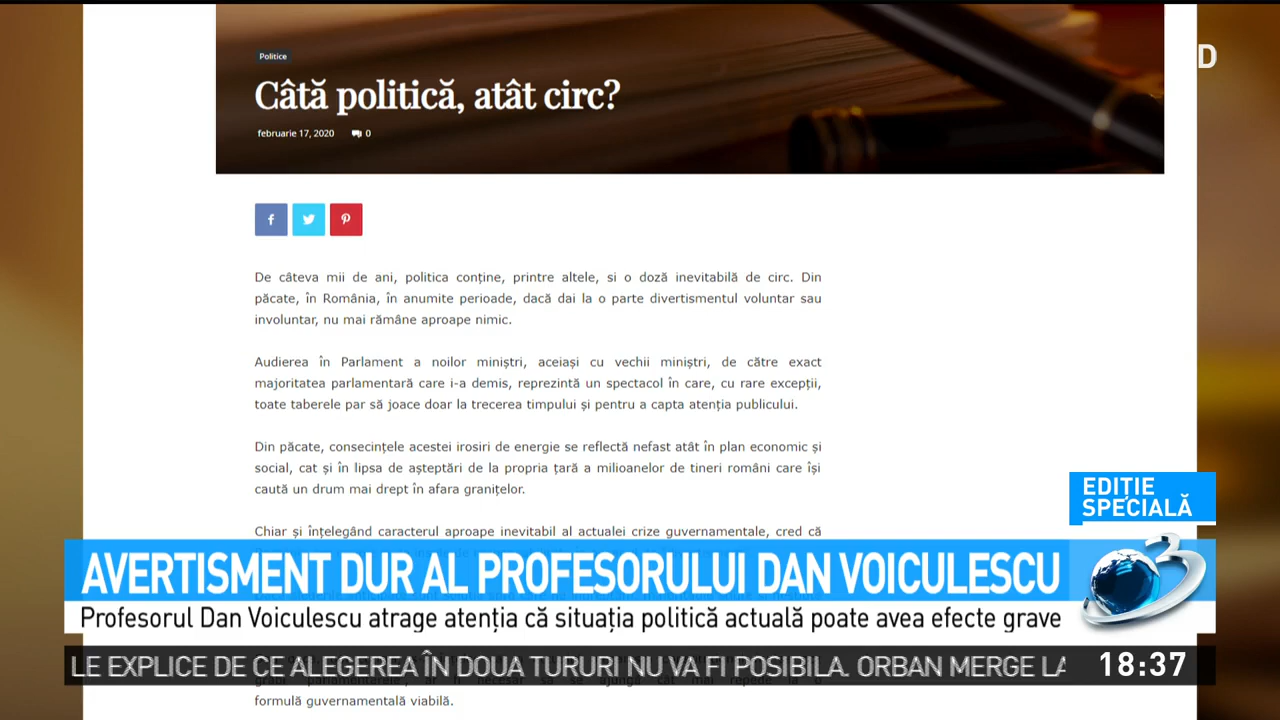 D
Politice
Câtă politică, atât circ?
februarie 17, 2020 0
De câteva mii de ani, politica conține, printre altele, si o doză inevitabilă de circ. Din
păcate, în România, în anumite perioade, dacă dai la o parte divertismentul voluntar sau
involuntar, nu mai rămâne aproape nimic.
Audierea în Parlament a noilor miniștri, aceiași cu vechii miniștri, de către exact
majoritatea parlamentară care i-a demis, reprezintă un spectacol în care, cu rare excepții,
toate taberele par să joace doar la trecerea timpului și pentru a capta atenția publicului.
Din păcate, consecințele acestei irosiri de energie se reflectă nefast atât în plan economic și
social, cat și în lipsa de așteptări de la propria țară a milioanelor de tineri români care își
caută un drum mai drept în afara granițelor.
Chiar și înțelegând caracterul aproape inevitabil al actualei crize guvernamentale, cred că
EDIȚIE
SPECIALĂ
AVERTISMENT DUR AL PROFESORULUI DAN VOICULESCU
3
Profesorul Dan Voiculescu atrage atenția că situația politică actuală poate avea efecte grave
LE EXPLICE DE CE ALEGEREA ÎN DOUA TURURI NU VA FI POSIBILA. ORBAN MERGE LA
18:37
formulă guvernamentală viabilă.